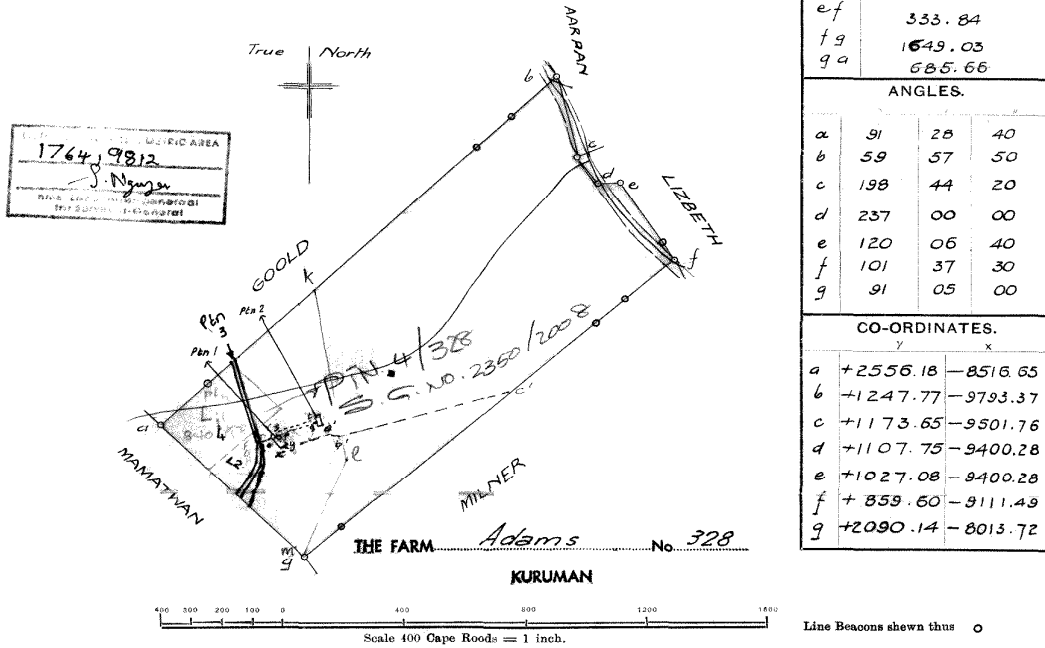 e f 333.84
f g 1649.03
g a 685.66
ANGLES.
a 91 28 40
b 59 57 50
c 198 44 20
d 237 00 00
e 120 06 40
f 101 37 30
g 91 05 00
CO-ORDINATES.
y x
a +2556.18 -8516.65
b +1247.77 -9793.37
c +1173.65 -9501.76
d +1107.75 -9400.28
e +1027.08 -9400.28
f + 859.60 -9111.49
g +2090.14 -8013.72
True North
AARPAN
b
c
d
e
LIZBETH
f
METRIC AREA
1764,9812
Surveyor-General
GOOLD
k
Ptn 3
Ptn 2
Ptn 1
PTN. 4/328
S.G. NO. 2350/2008
a
L2
x
y
b'
c'
e
MAMATWAN
MILNER
m
g
THE FARM Adams No. 328
KURUMAN
400 300 200 100 0 400 800 1200 1600
Scale 400 Cape Roods = 1 inch.
Line Beacons shewn thus o